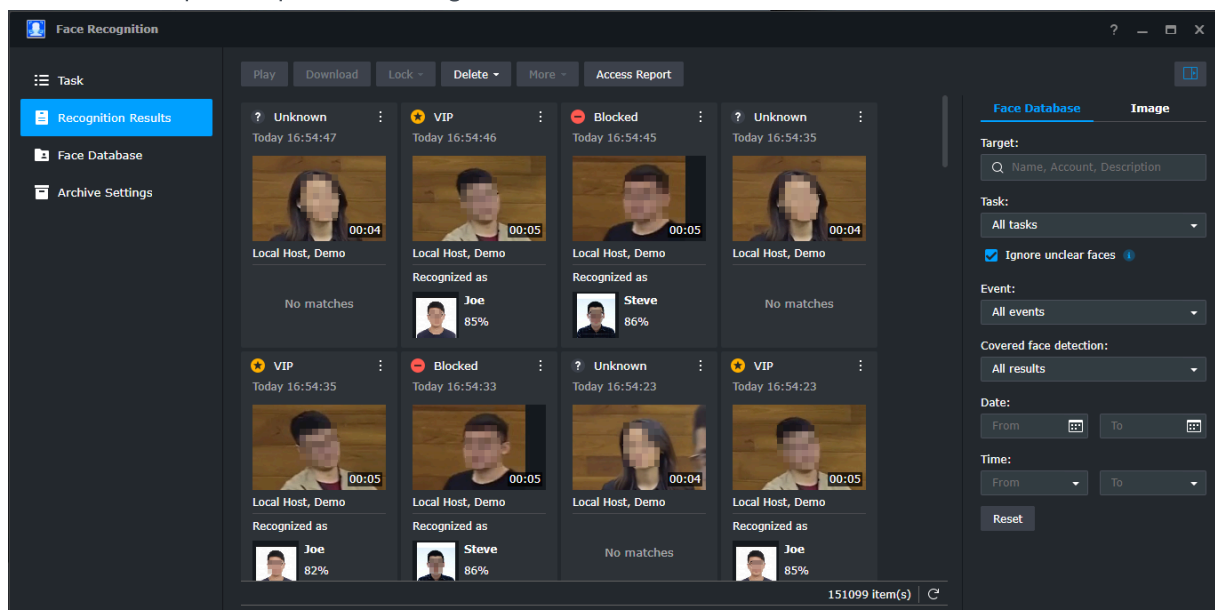 Face Recognition
?
Task
Recognition Results
Face Database
Archive Settings
Play Download Lock Delete More Access Report
? Unknown
Today 16:54:47
00:04
Local Host, Demo
No matches
VIP
Today 16:54:46
00:05
Local Host, Demo
Recognized as
Joe
85%
Blocked
Today 16:54:45
00:05
Local Host, Demo
Recognized as
Steve
86%
? Unknown
Today 16:54:35
00:04
Local Host, Demo
No matches
VIP
Today 16:54:35
00:05
Local Host, Demo
Recognized as
Joe
82%
Blocked
Today 16:54:33
00:05
Local Host, Demo
Recognized as
Steve
86%
? Unknown
Today 16:54:23
00:04
Local Host, Demo
No matches
VIP
Today 16:54:23
00:05
Local Host, Demo
Recognized as
Joe
85%
151099 item(s)
Face Database Image
Target:
Name, Account, Description
Task:
All tasks
Ignore unclear faces
Event:
All events
Covered face detection:
All results
Date:
From To
Time:
From To
Reset